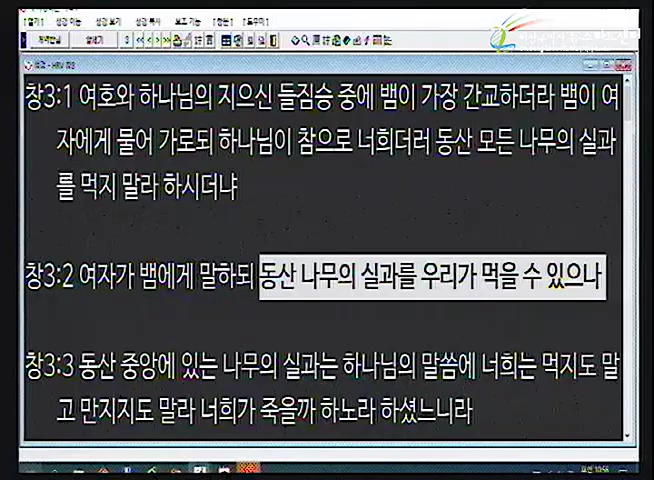 창3:1 여호와 하나님의 지으신 들짐승 중에 뱀이 가장 간교하더라 뱀이 여
자에게 물어 가로되 하나님이 참으로 너희더러 동산 모든 나무의 실과
를 먹지 말라 하시더냐
창3:2 여자가 뱀에게 말하되 동산 나무의 실과를 우리가 먹을 수 있으나
창3:3 동산 중앙에 있는 나무의 실과는 하나님의 말씀에 너희는 먹지도 말
고 만지지도 말라 너희가 죽을까 하노라 하셨느니라